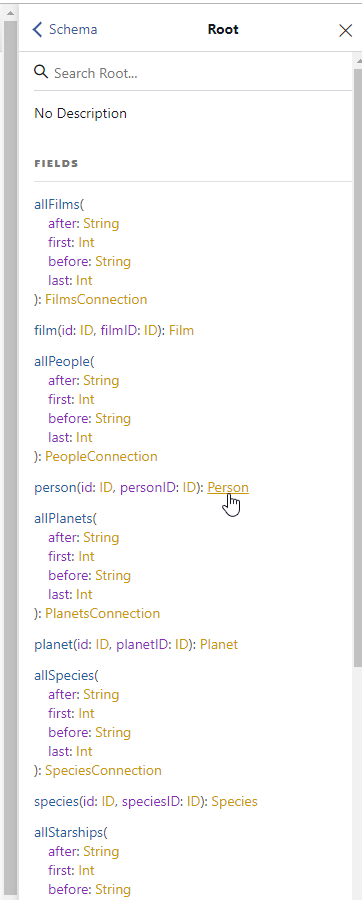 Schema
Root
Search Root...
No Description
FIELDS
allFilms(
after: String
first: Int
before: String
last: Int
): FilmsConnection
film(id: ID, filmID: ID): Film
allPeople(
after: String
first: Int
before: String
last: Int
): PeopleConnection
person(id: ID, personID: ID): Person
allPlanets(
after: String
first: Int
before: String
last: Int
): PlanetsConnection
planet(id: ID, planetID: ID): Planet
allSpecies(
after: String
first: Int
before: String
last: Int
): SpeciesConnection
species(id: ID, speciesID: ID): Species
allStarships(
after: String
first: Int
before: String